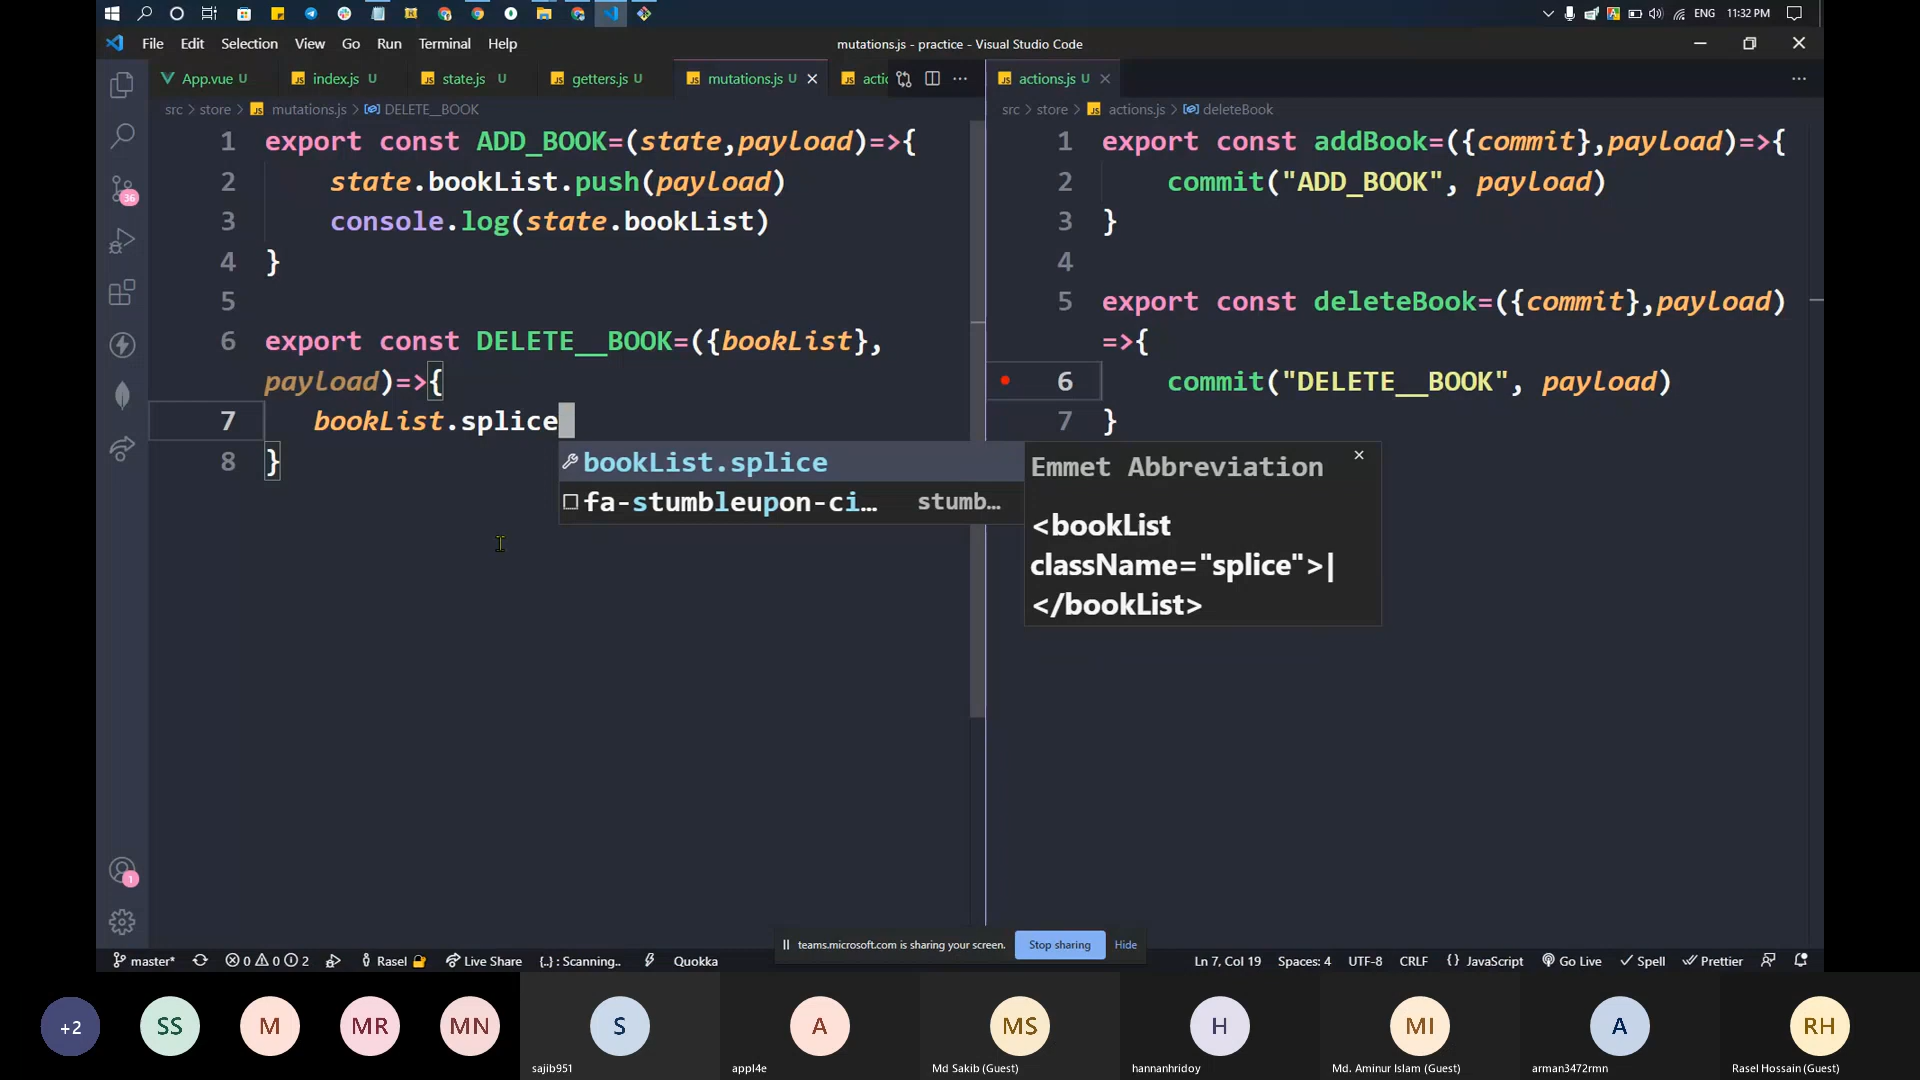 ENG 11:32 PM
File Edit Selection View Go Run Terminal Help
mutations.js - practice - Visual Studio Code
App.vue U index.js U state.js U getters.js U mutations.js U actic
actions.js U
src > store > mutations.js > DELETE__BOOK
src > store > actions.js > deleteBook
1 export const ADD_BOOK=(state,payload)=>{
2 state.bookList.push(payload)
3 console.log(state.bookList)
4 }
5
6 export const DELETE__BOOK=({bookList},
payload)=>{
7 bookList.splice
8 }
bookList.splice
fa-stumbleupon-ci… stumb…
1 export const addBook=({commit},payload)=>{
2 commit("ADD_BOOK", payload)
3 }
4
5 export const deleteBook=({commit},payload)
=>{
6 commit("DELETE__BOOK", payload)
7 }
Emmet Abbreviation
<bookList
className="splice">|
</bookList>
36
1
teams.microsoft.com is sharing your screen. Stop sharing Hide
master* 0 0 2 Rasel Live Share {..} : Scanning.. Quokka
Ln 7, Col 19 Spaces: 4 UTF-8 CRLF {} JavaScript Go Live Spell Prettier
+2 SS M MR MN S A MS H MI A RH
sajib951 appl4e Md Sakib (Guest) hannanhridoy Md. Aminur Islam (Guest) arman3472rmn Rasel Hossain (Guest)